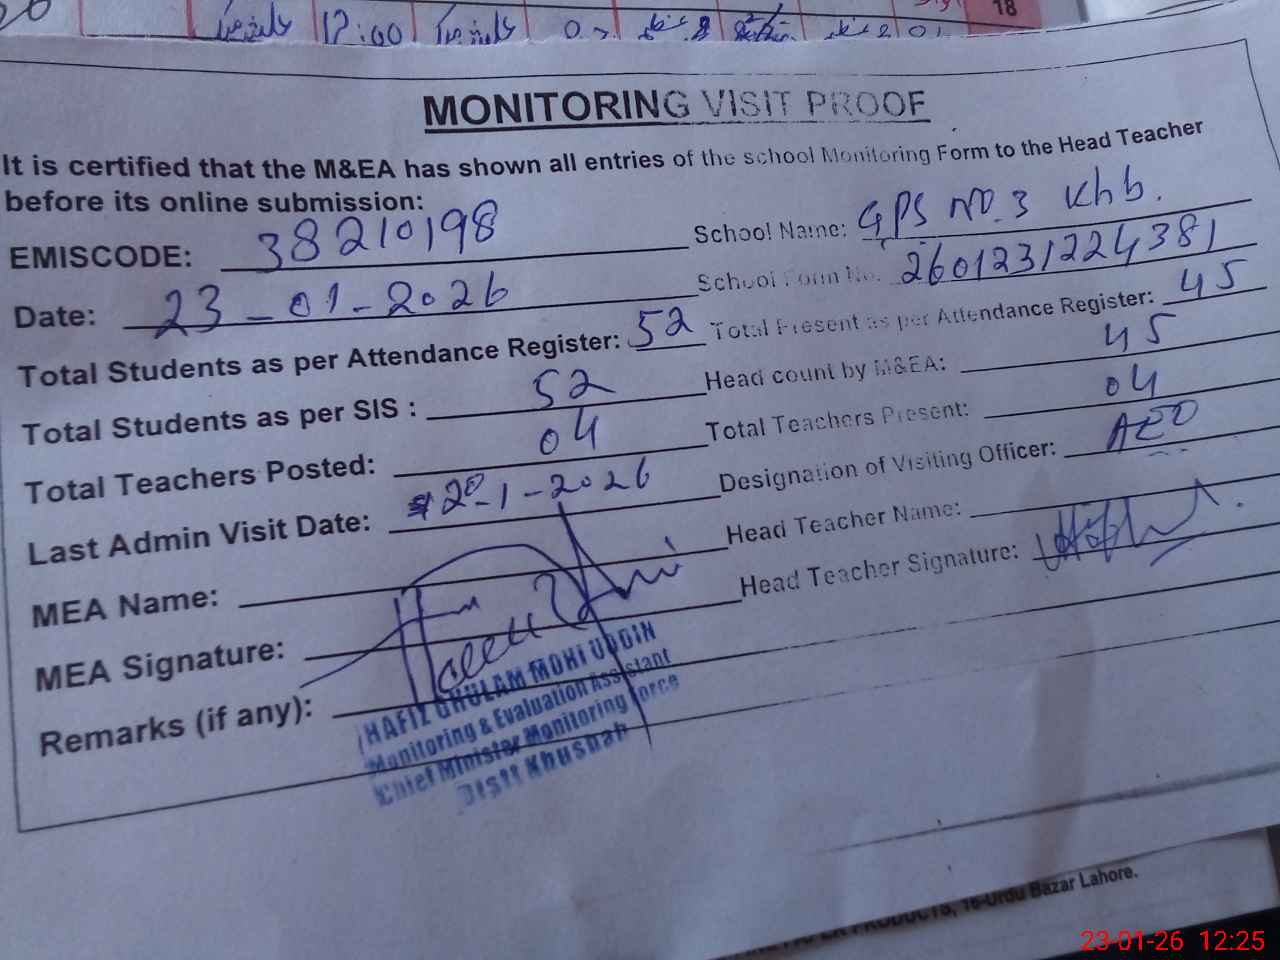 12:00
18
MONITORING VISIT PROOF
It is certified that the M&EA has shown all entries of the school Monitoring Form to the Head Teacher
before its online submission:
EMISCODE: 38210198 School Name: GPS NO.3 Khb.
Date: 23-01-2026 School Form No. 2601231224381
Total Students as per Attendance Register: 52 Total Present as per Attendance Register: 45
Total Students as per SIS : 52 Head count by M&EA: 45
Total Teachers Posted: 04 Total Teachers Present: 04
Last Admin Visit Date: 20-1-2026 Designation of Visiting Officer: AEO
MEA Name: Head Teacher Name:
MEA Signature: Head Teacher Signature:
Remarks (if any):
HAFIZ GHULAM MOHI UDDIN
Monitoring & Evaluation Assistant
Chief Minister Monitoring Force
Distt Khushab
PRODUCTS, 16-Urdu Bazar Lahore.
23-01-26 12:25